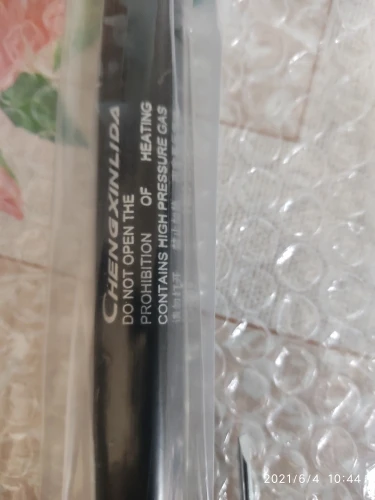 CHENGXINLIDA
DO NOT OPEN THE
PROHIBITION OF HEATING
CONTAINS HIGH PRESSURE GAS
2021/6/4 10:44